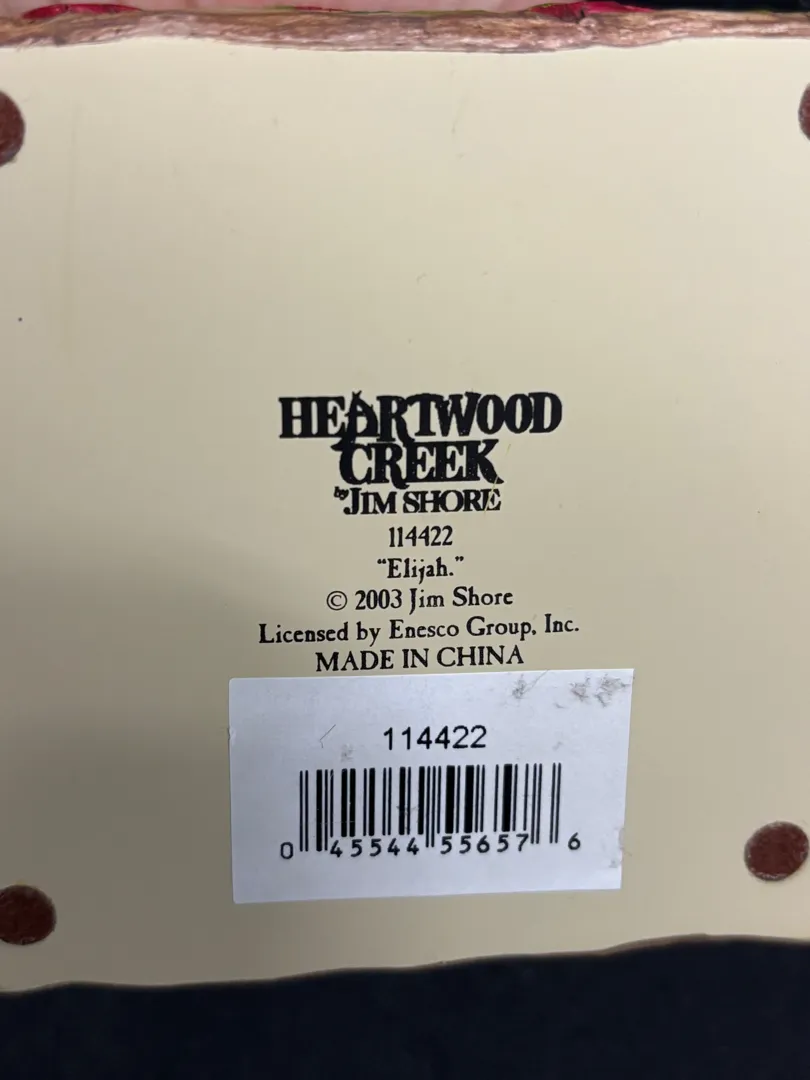 HEARTWOOD
CREEK
by JIM SHORE
114422
“Elijah.”
© 2003 Jim Shore
Licensed by Enesco Group, Inc.
MADE IN CHINA
114422
0 45544 55657 6